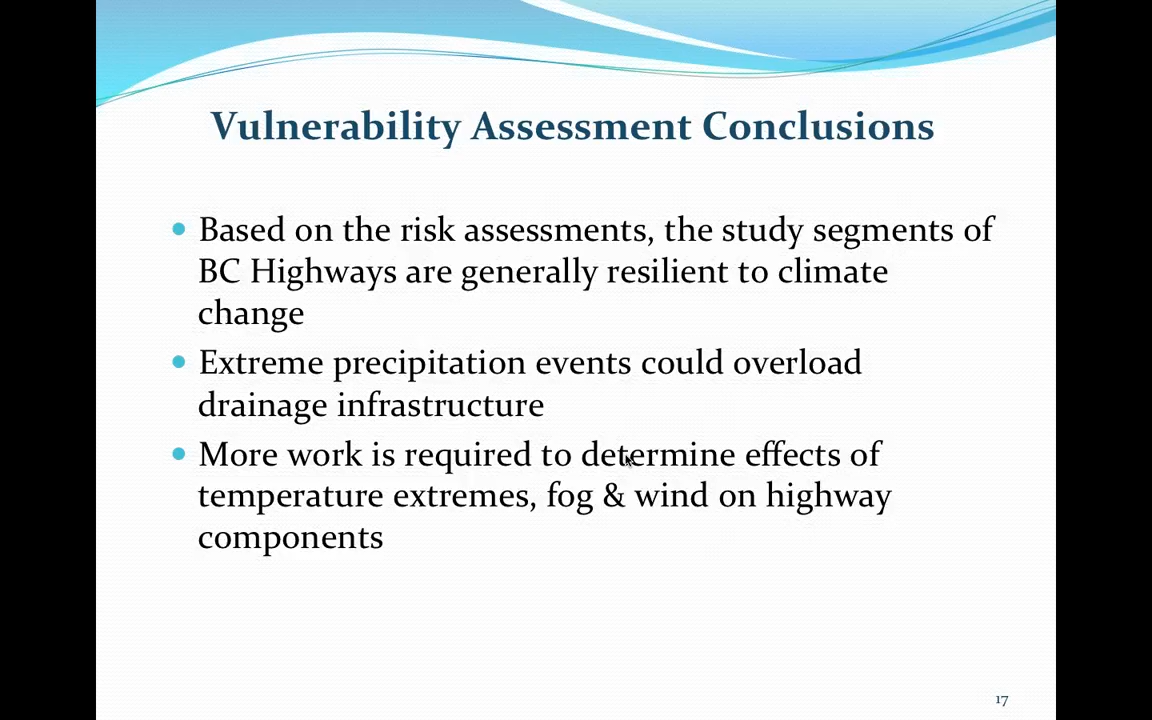 Vulnerability Assessment Conclusions
• Based on the risk assessments, the study segments of
BC Highways are generally resilient to climate
change
• Extreme precipitation events could overload
drainage infrastructure
• More work is required to determine effects of
temperature extremes, fog & wind on highway
components
17